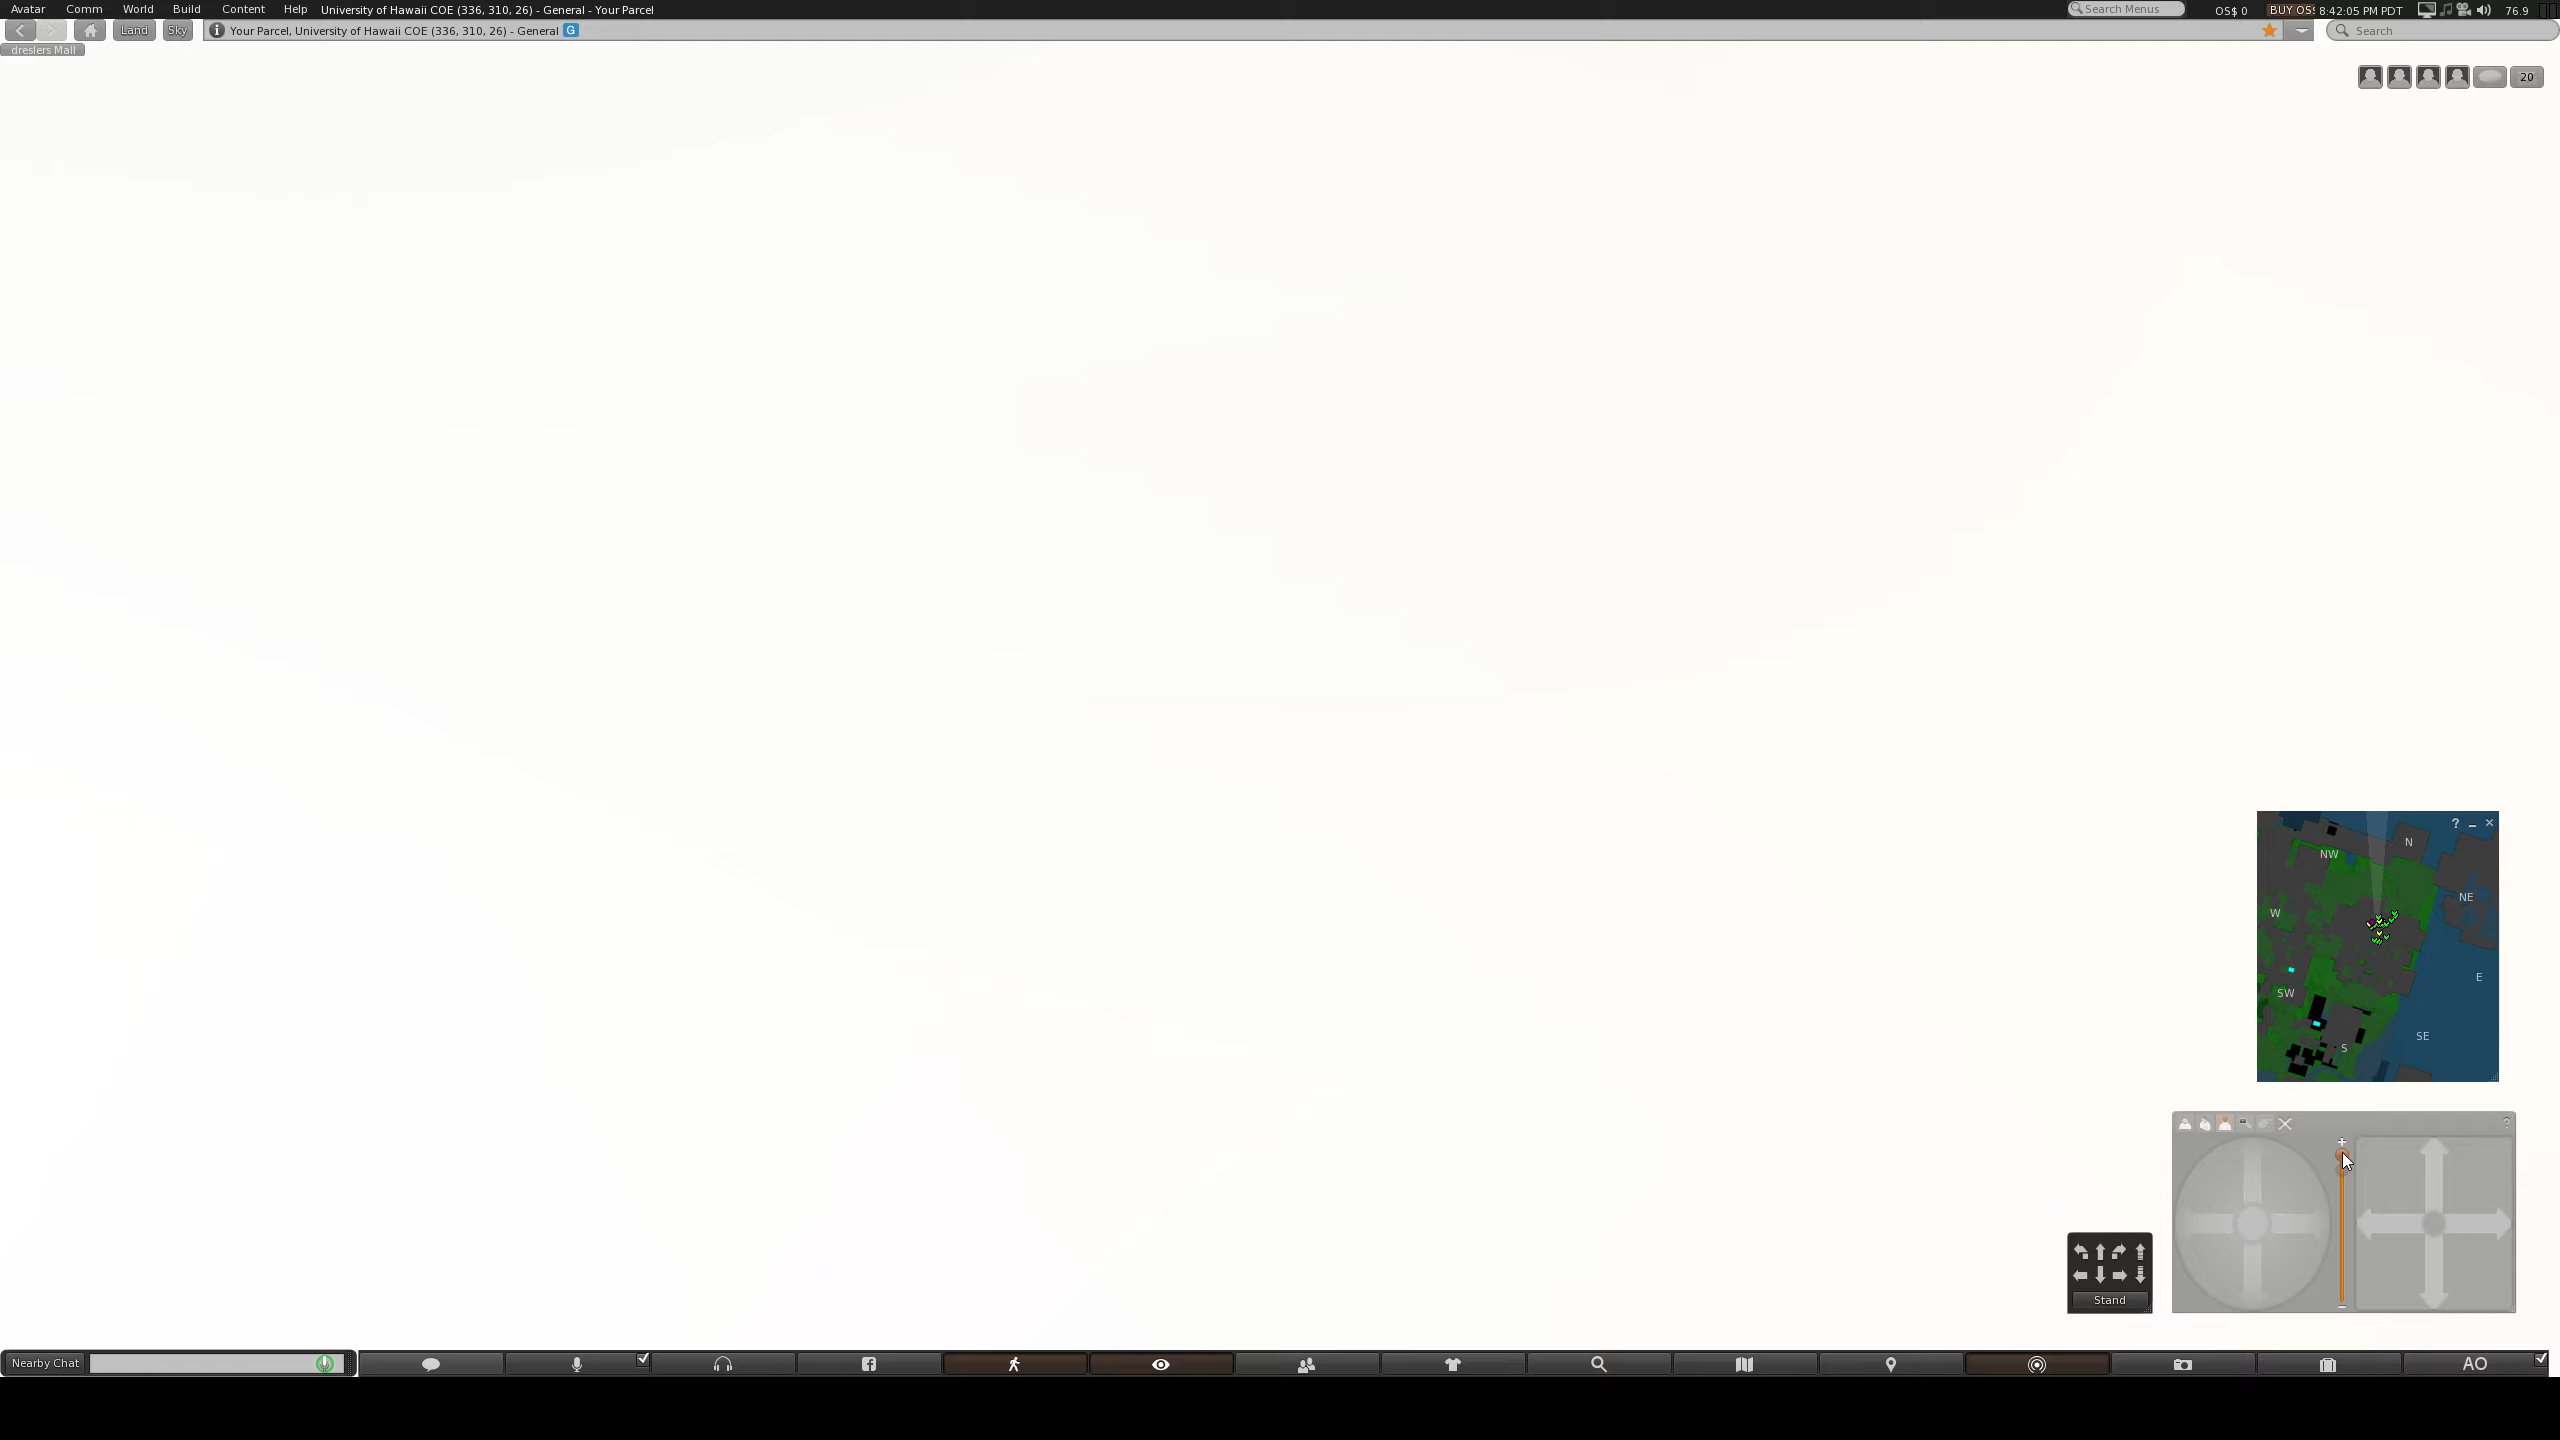 Avatar Comm World Build Content Help University of Hawaii COE (336, 310, 26) - General - Your Parcel Search Menus OS$ 0 BUY OS 8:42:05 PM PDT 76.9
Land Sky Your Parcel, University of Hawaii COE (336, 310, 26) - General G Search
dreslers Mall
20
? _ ×
N
NW
NE
W
E
SW
SE
S
?
+
Stand
Nearby Chat AO